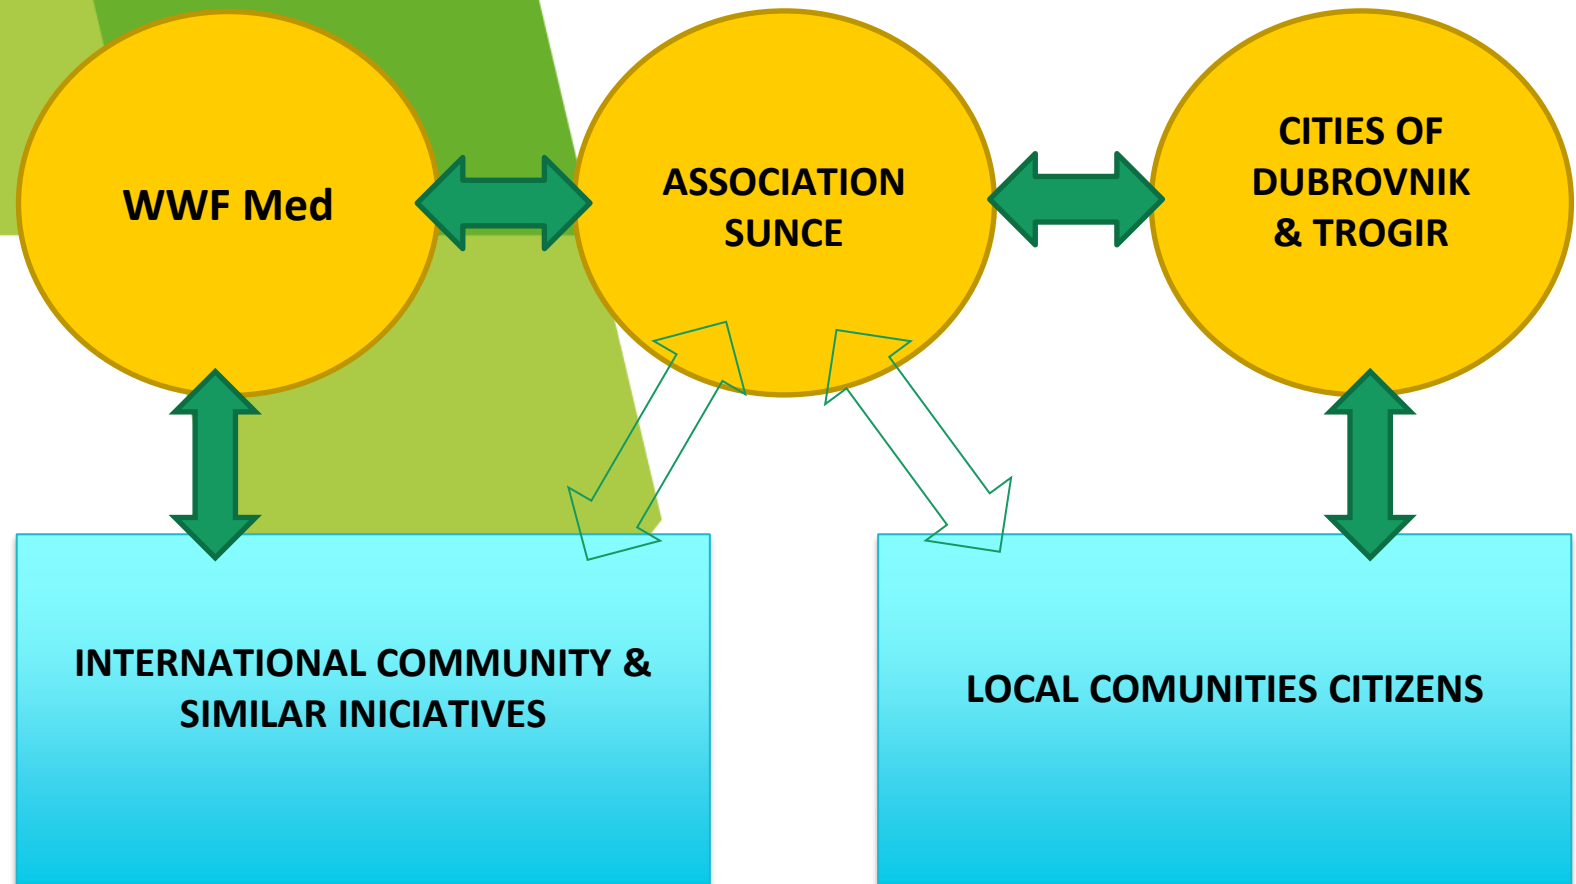 WWF Med
ASSOCIATION
SUNCE
CITIES OF
DUBROVNIK
& TROGIR
INTERNATIONAL COMMUNITY &
SIMILAR INICIATIVES
LOCAL COMUNITIES CITIZENS